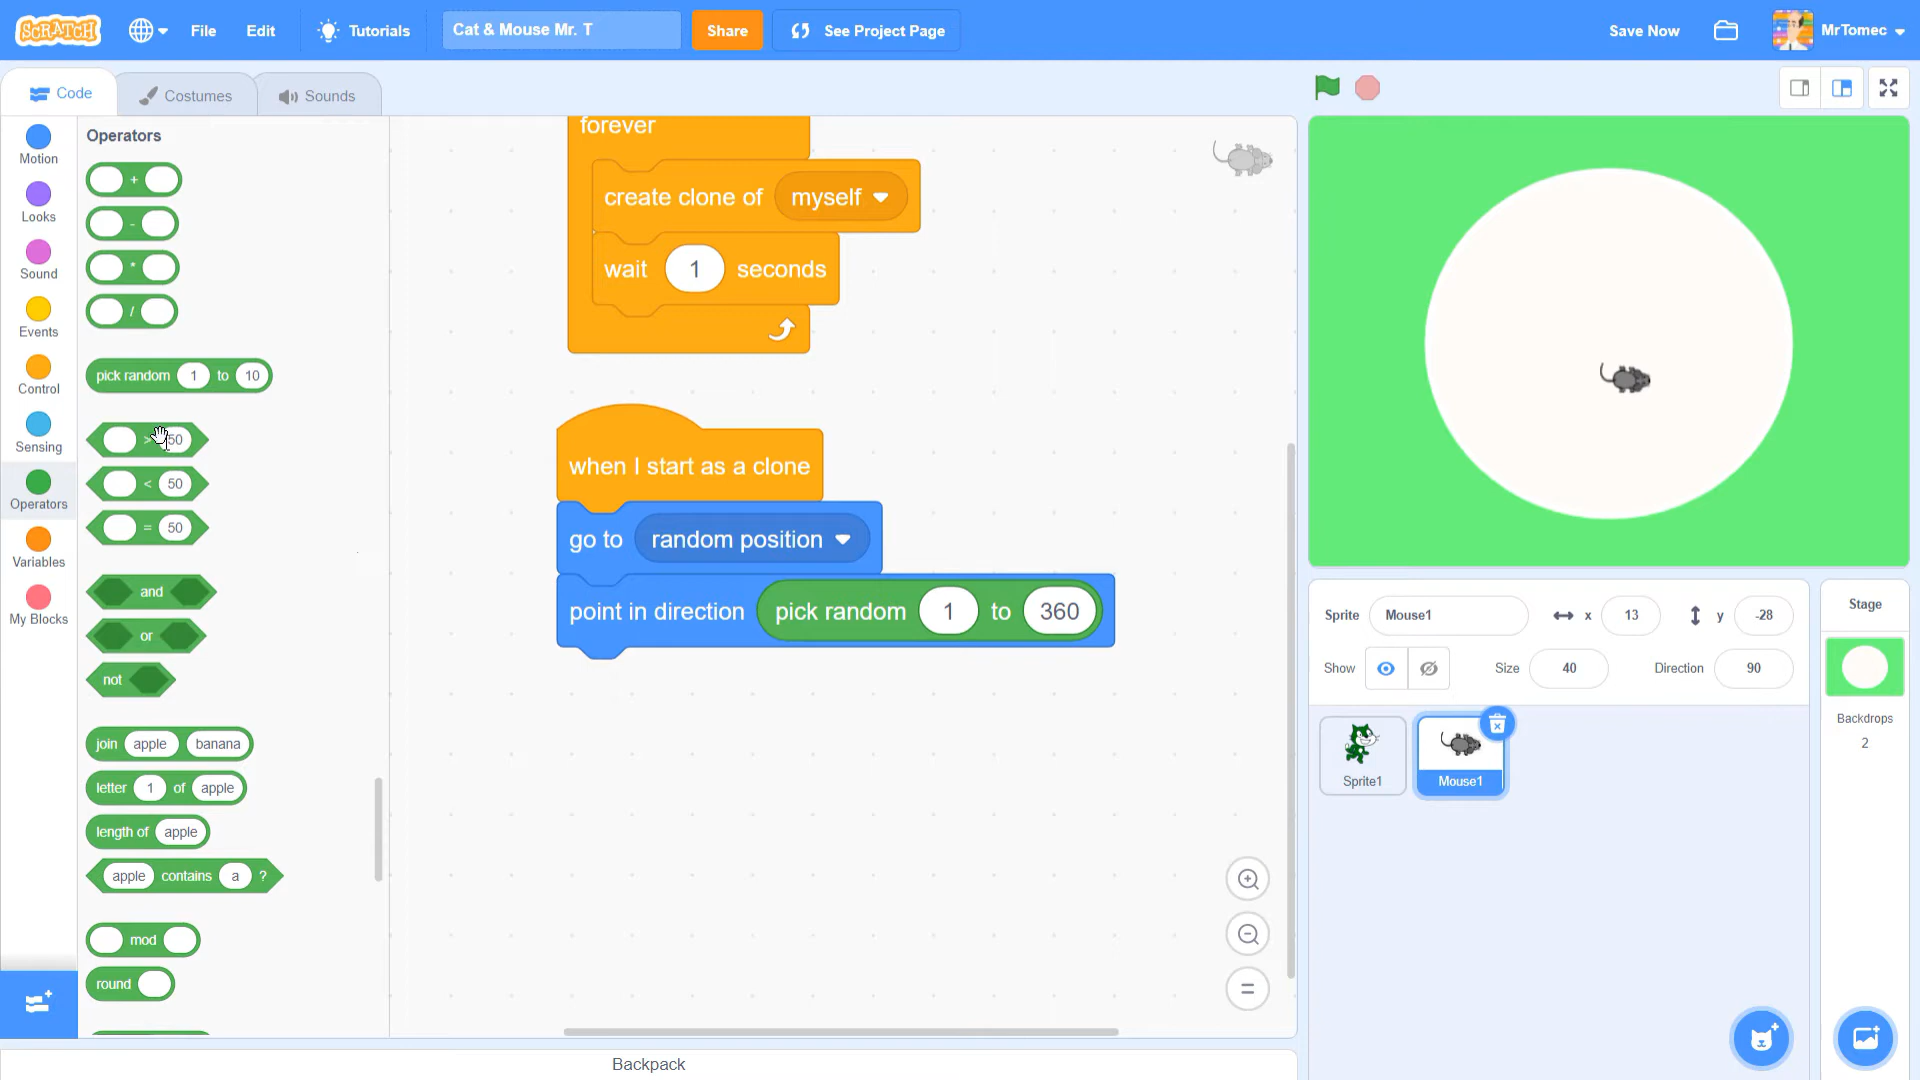 SCRATCH File Edit Tutorials Cat & Mouse Mr. T Share See Project Page Save Now MrTomec
Code Costumes Sounds
Motion
Looks
Sound
Events
Control
Sensing
Operators
Variables
My Blocks
Operators
+
-
*
/
pick random 1 to 10
> 50
< 50
= 50
and
or
not
join apple banana
letter 1 of apple
length of apple
apple contains a ?
mod
round
forever
create clone of myself
wait 1 seconds
when I start as a clone
go to random position
point in direction pick random 1 to 360
=
Backpack
Sprite Mouse1 x 13 y -28
Show Size 40 Direction 90
Sprite1
Mouse1
Stage
Backdrops
2